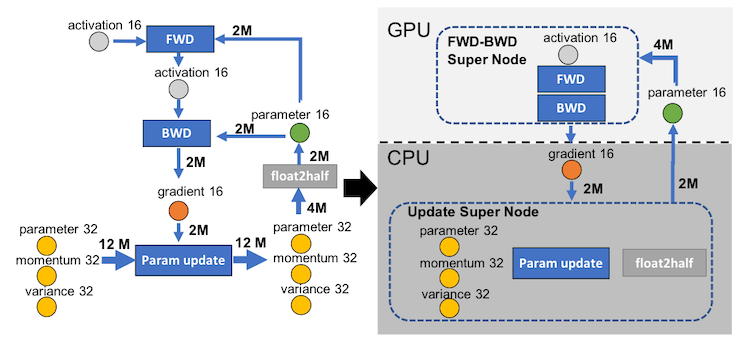 activation 16
FWD
2M
activation 16
parameter 16
BWD
2M
2M
2M
float2half
gradient 16
4M
2M
parameter 32
12 M
Param update
12 M
parameter 32
momentum 32
momentum 32
variance 32
variance 32
GPU
FWD-BWD
Super Node
activation 16
FWD
BWD
4M
parameter 16
CPU
gradient 16
2M
2M
Update Super Node
parameter 32
momentum 32
variance 32
Param update
float2half